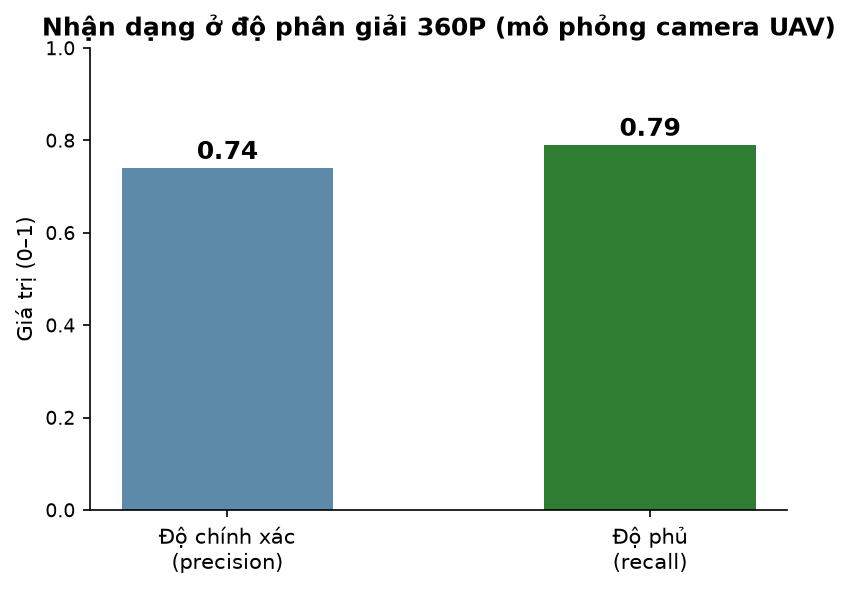 Nhận dạng ở độ phân giải 360P (mô phỏng camera UAV)
1.0
0.8
0.6
0.4
0.2
0.0
Giá trị (0–1)
0.74
0.79
Độ chính xác
(precision)
Độ phủ
(recall)